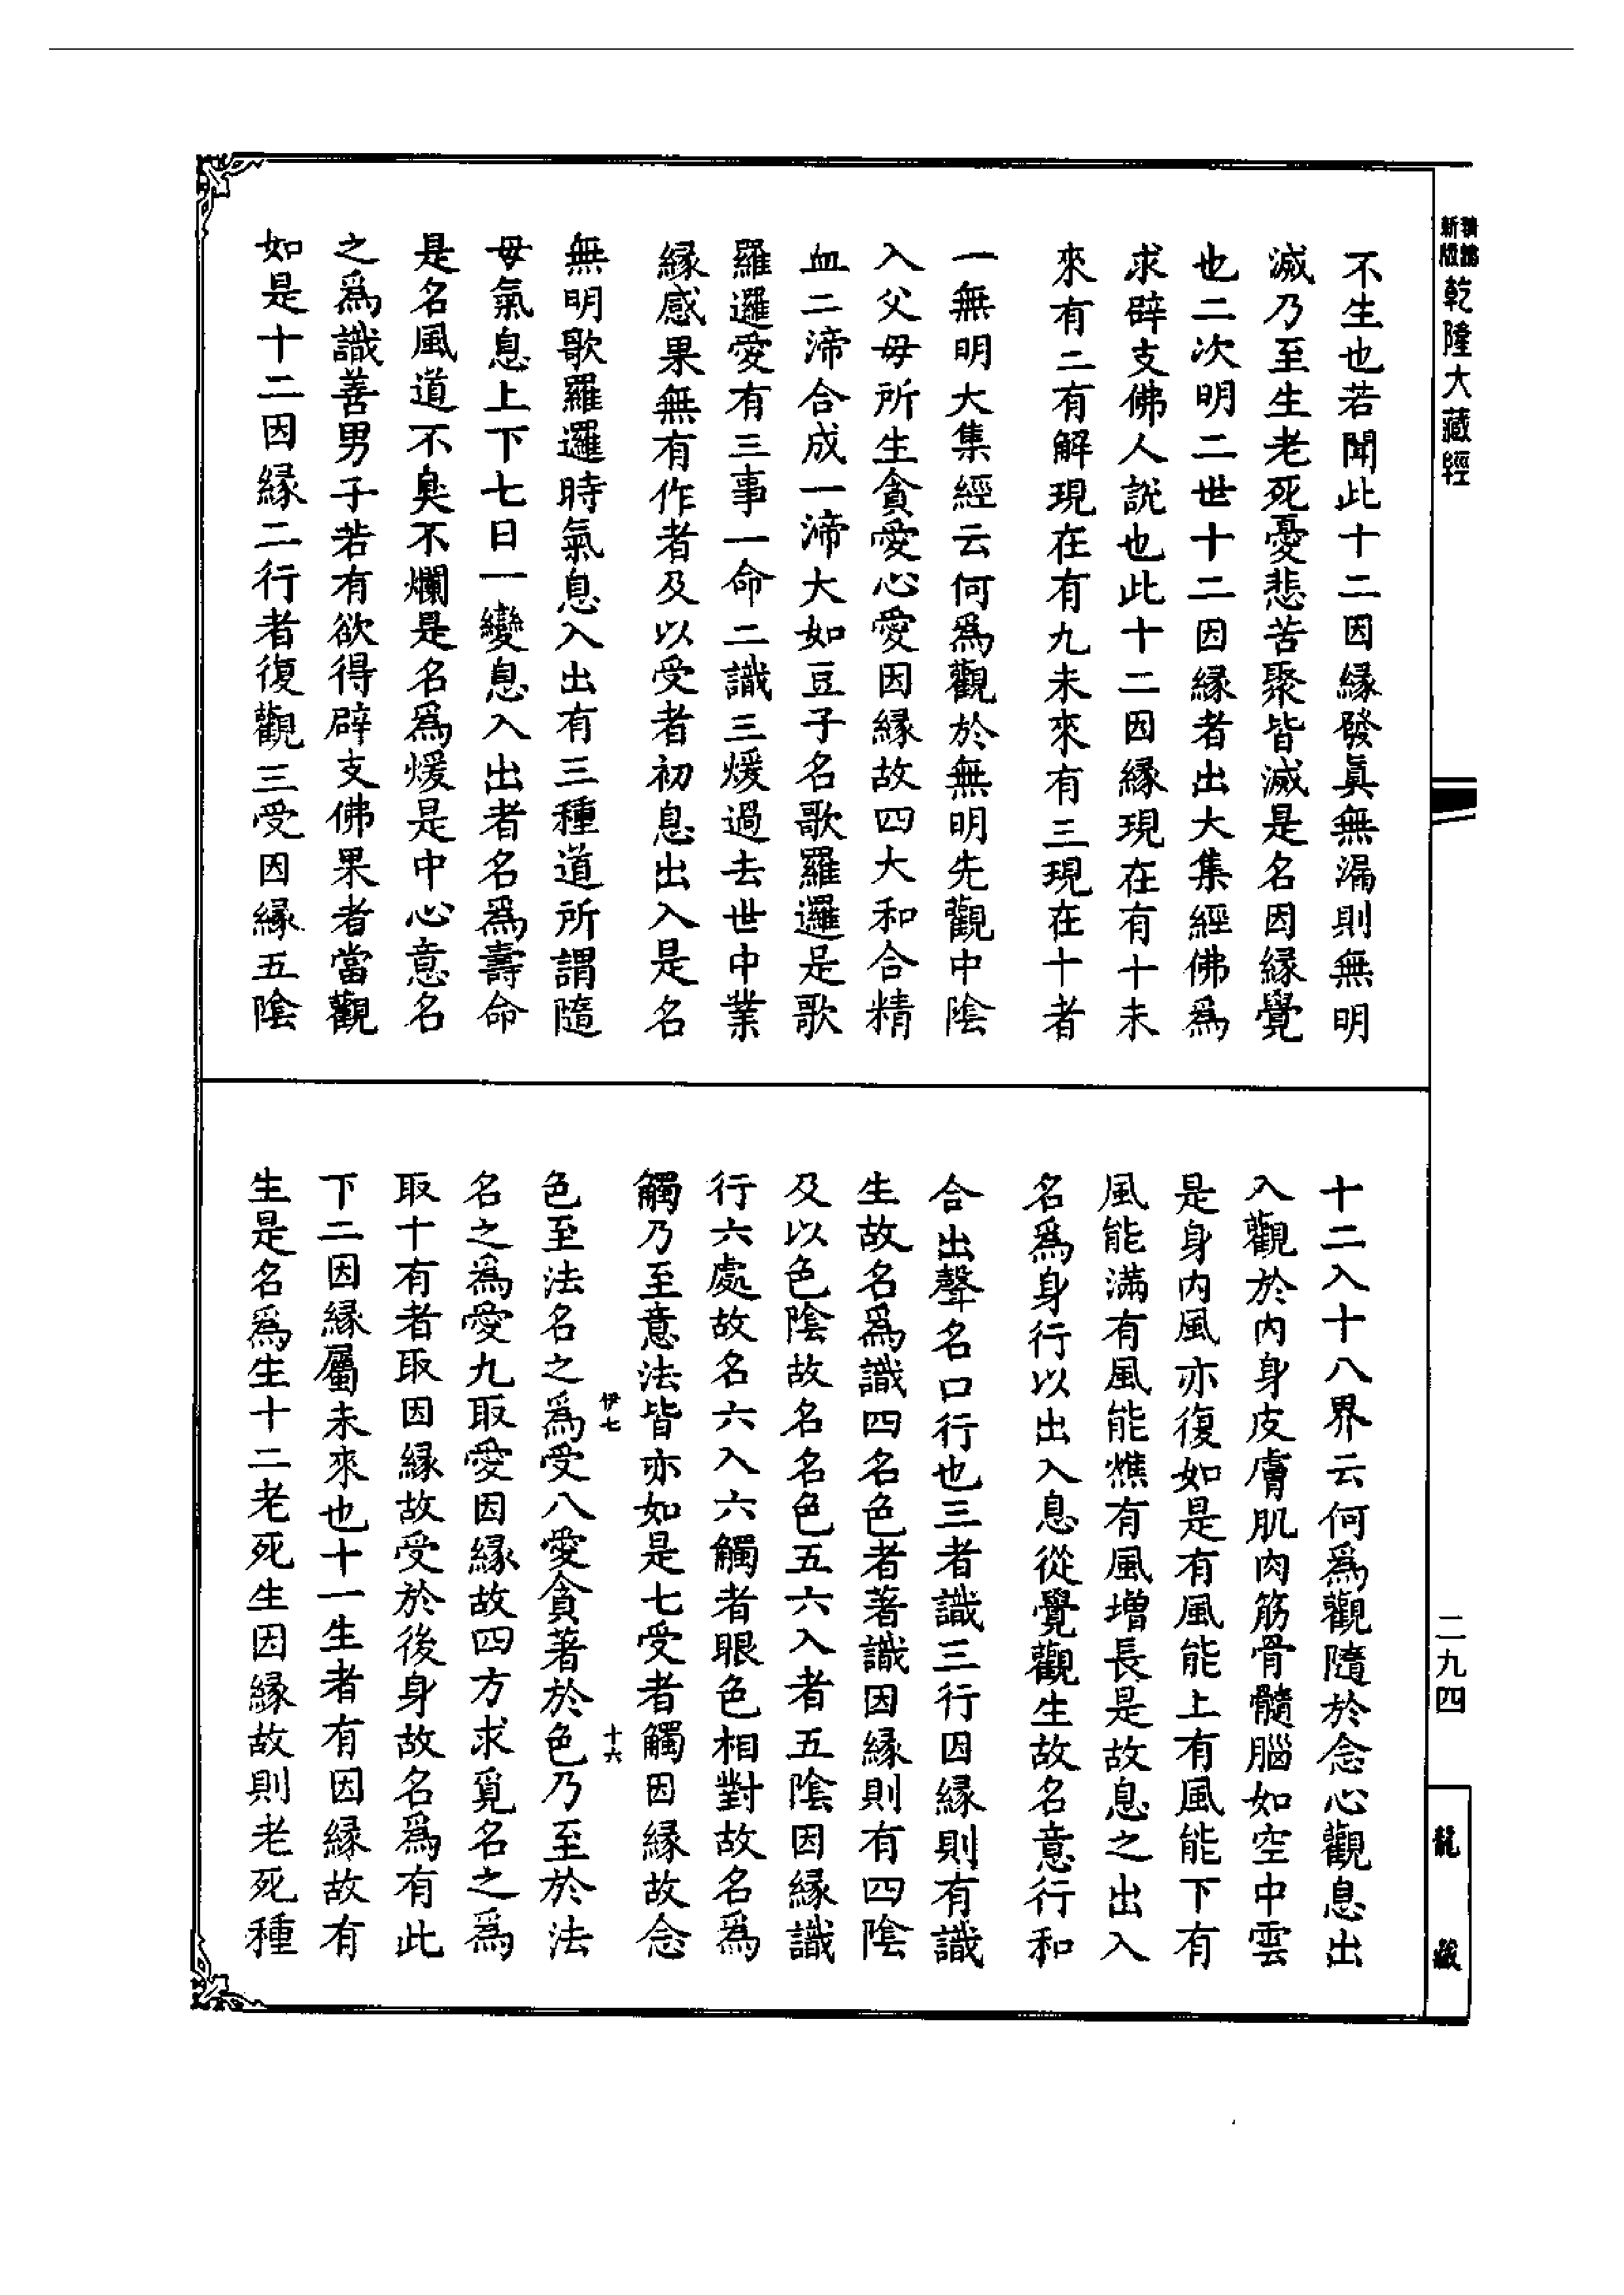 新版
乾隆大藏經
不生也若聞此十二因緣發眞無漏則無明
滅乃至生老死憂悲苦聚皆滅是名因緣覺
也二次明二世十二因緣者出大集經佛爲
求辟支佛人說也此十二因緣現在有十未
來有二有解現在有九未來有三現在十者
一無明大集經云何爲觀於無明先觀中陰
入父母所生貪愛心愛因緣故四大和合精
血二渧合成一渧大如豆子名歌羅邏是歌
羅邏愛有三事一命二識三煖過去世中業
緣感果無有作者及以受者初息出入是名
無明歌羅邏時氣息入出有三種道所謂隨
母氣息上下七日一變息入出者名爲壽命
是名風道不臭不爛是名爲煖是中心意名
之爲識善男子若有欲得辟支佛果者當觀
如是十二因緣二行者復觀三受因緣五陰
十二入十八界云何爲觀隨於念心觀息出
入觀於內身皮膚肌肉筋骨髓腦如空中雲
是身內風亦復如是有風能上有風能下有
風能滿有風能燋有風增長是故息之出入
名爲身行以出入息從覺觀生故名意行和
合出聲名口行也三者識三行因緣則有識
生故名爲識四名色者著識因緣則有四陰
及以色陰故名名色五六入者五陰因緣識
行六處故名六入六觸者眼色相對故名爲
觸乃至意法皆亦如是七受者觸因緣故念
伊七
十六
色至法名之爲受八愛貪著於色乃至於法
名之爲愛九取愛因緣故四方求覓名之爲
取十有者取因緣故受於後身故名爲有此
下二因緣屬未來也十一生者有因緣故有
生是名爲生十二老死生因緣故則老死種
二九四
龍藏